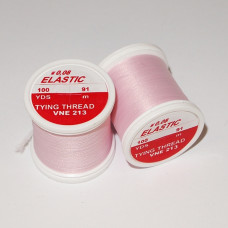 x 0,08
ELASTIC
100 91
YDS m
TYING THREAD
VNE 213
x 0,08
ELASTIC
100 91
YDS m
TYING THREAD
VNE 213